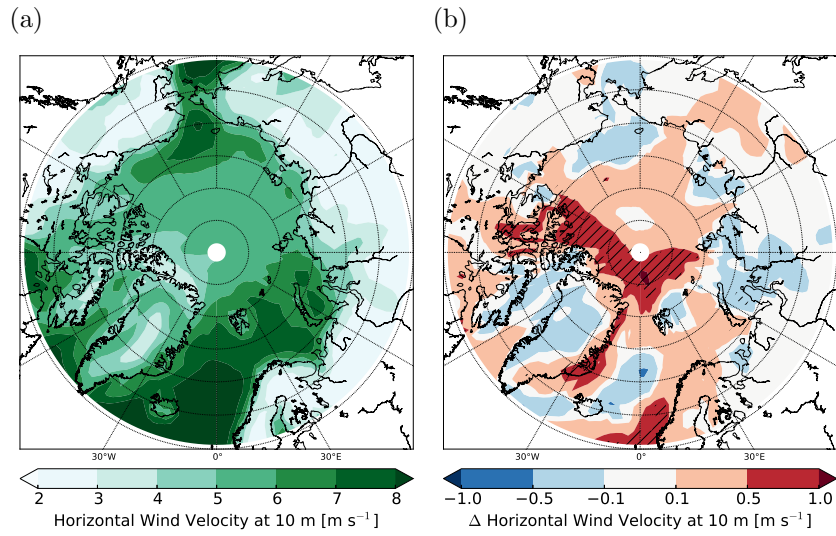 (a) (b)
30°W 0° 30°E 30°W 0° 30°E
2 3 4 5 6 7 8 −1.0 −0.5 −0.1 0.1 0.5 1.0
Horizontal Wind Velocity at 10 m [m s⁻¹] Δ Horizontal Wind Velocity at 10 m [m s⁻¹]